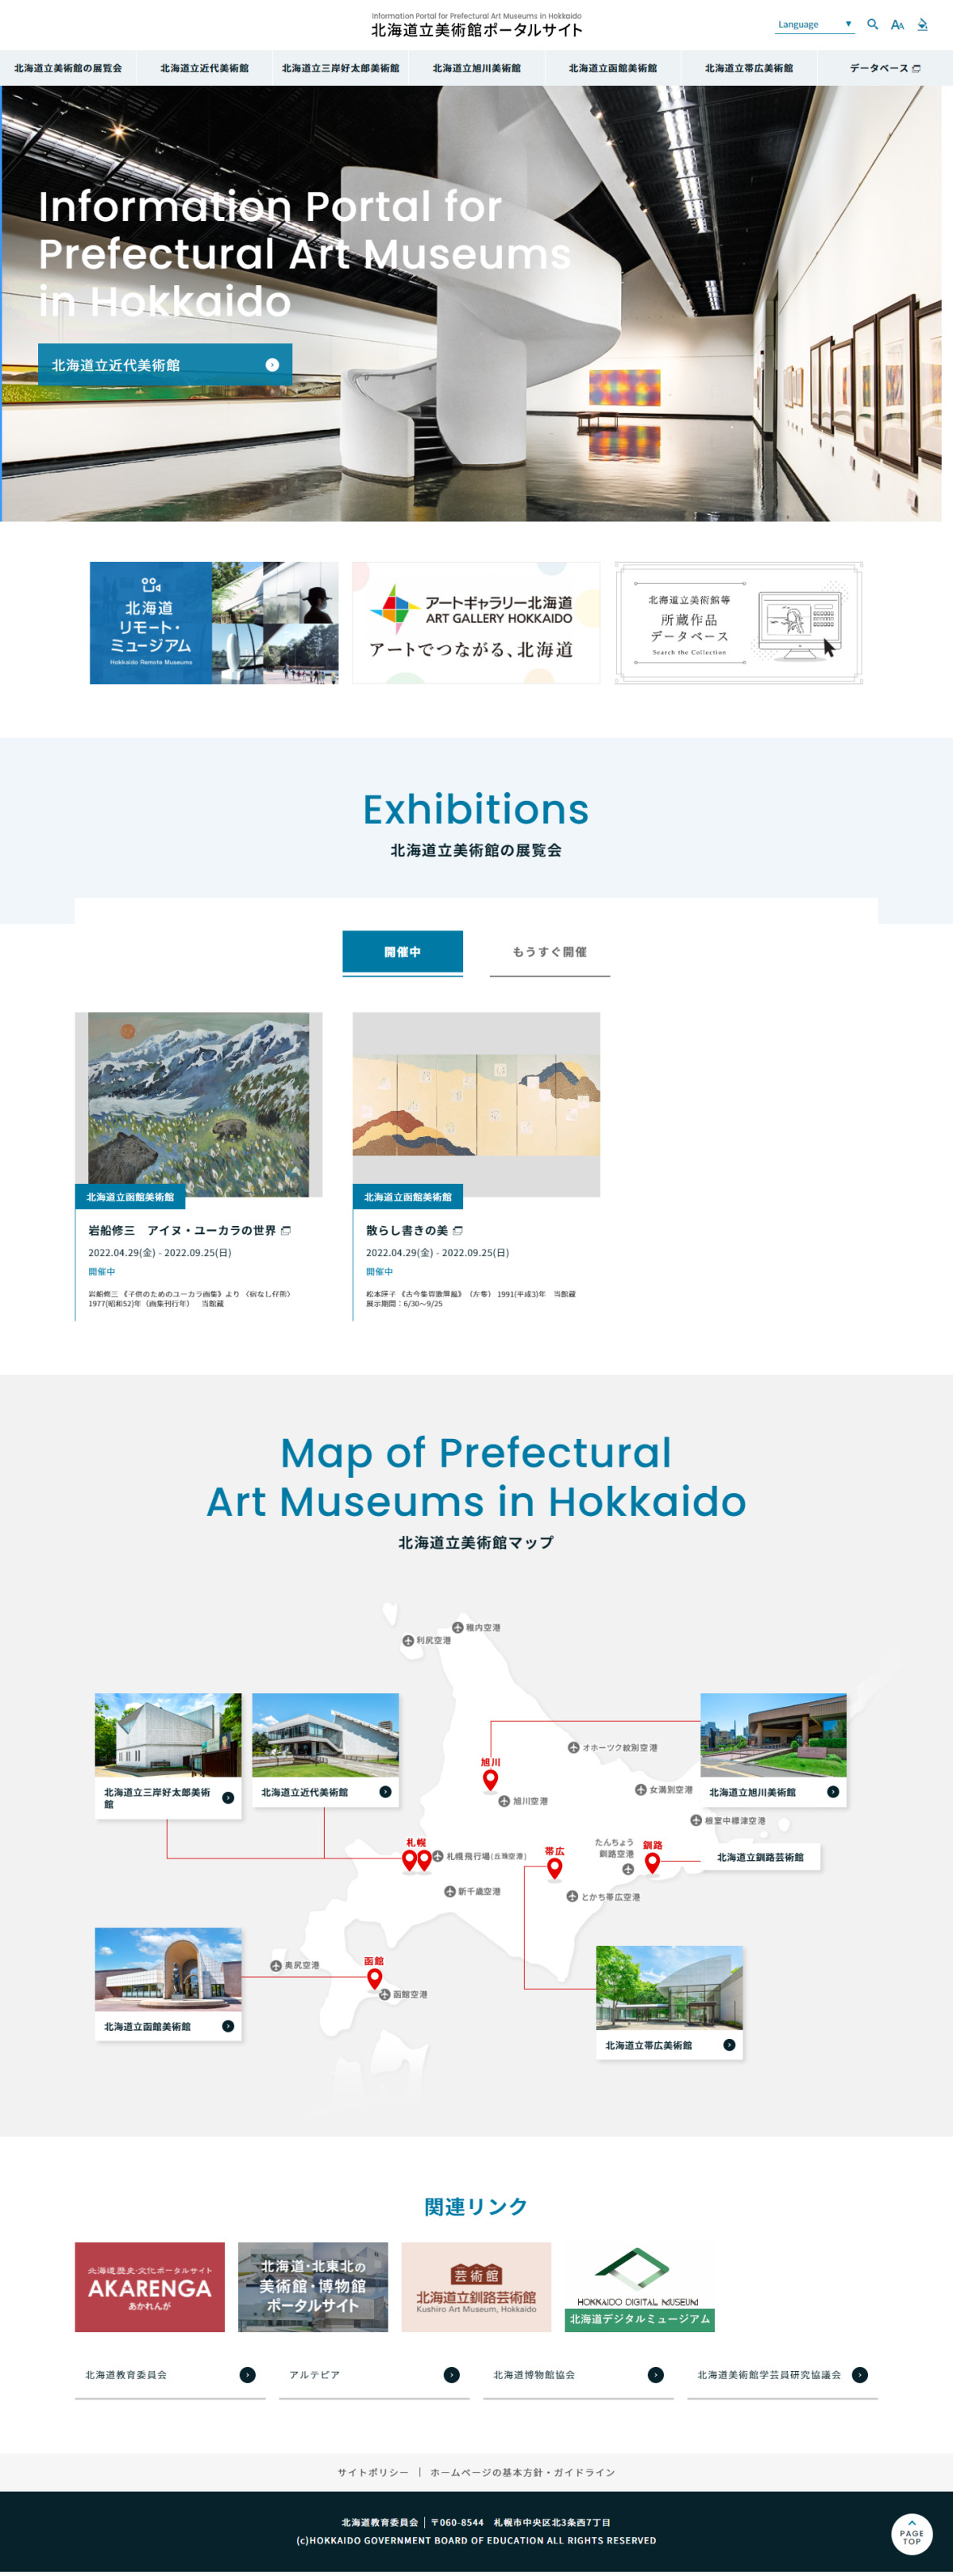 Information Portal for Prefectural Art Museums in Hokkaido
北海道立美術館ポータルサイト
Language
北海道立美術館の展覧会
北海道立近代美術館
北海道立三岸好太郎美術館
北海道立旭川美術館
北海道立函館美術館
北海道立帯広美術館
データベース
Information Portal for
Prefectural Art Museums
in Hokkaido
北海道立近代美術館
北海道
リモート・
ミュージアム
Hokkaido Remote Museums
アートギャラリー北海道
ART GALLERY HOKKAIDO
アートでつながる、北海道
北海道立美術館等
所蔵作品
データベース
Search the Collection
Exhibitions
北海道立美術館の展覧会
開催中
もうすぐ開催
北海道立函館美術館
岩船修三　アイヌ・ユーカラの世界
2022.04.29(金) - 2022.09.25(日)
開催中
岩船修三 《子供のためのユーカラ画集》より
1977(昭和52)年（画集刊行年）　当館蔵
北海道立函館美術館
散らし書きの美
2022.04.29(金) - 2022.09.25(日)
開催中
（左隻） 1991(平成3)年　当館蔵
展示期間：6/30～9/25
Map of Prefectural
Art Museums in Hokkaido
北海道立美術館マップ
稚内空港
利尻空港
オホーツク紋別空港
旭川
女満別空港
北海道立三岸好太郎美術
館
北海道立近代美術館
北海道立旭川美術館
旭川空港
根室中標津空港
札幌
札幌飛行場(丘珠空港)
帯広
たんちょう
釧路空港
釧路
北海道立釧路芸術館
新千歳空港
とかち帯広空港
函館
奥尻空港
函館空港
北海道立函館美術館
北海道立帯広美術館
関連リンク
北海道歴史・文化ポータルサイト
AKARENGA
あかれんが
北海道・北東北の
美術館・博物館
ポータルサイト
芸術館
北海道立釧路芸術館
Kushiro Art Museum, Hokkaido
HOKKAIDO DIGITAL MUSEUM
北海道デジタルミュージアム
北海道教育委員会
アルテピア
北海道博物館協会
北海道美術館学芸員研究協議会
サイトポリシー
ホームページの基本方針・ガイドライン
北海道教育委員会 | 〒060-8544　札幌市中央区北3条西7丁目
(c)HOKKAIDO GOVERNMENT BOARD OF EDUCATION ALL RIGHTS RESERVED
PAGE
TOP